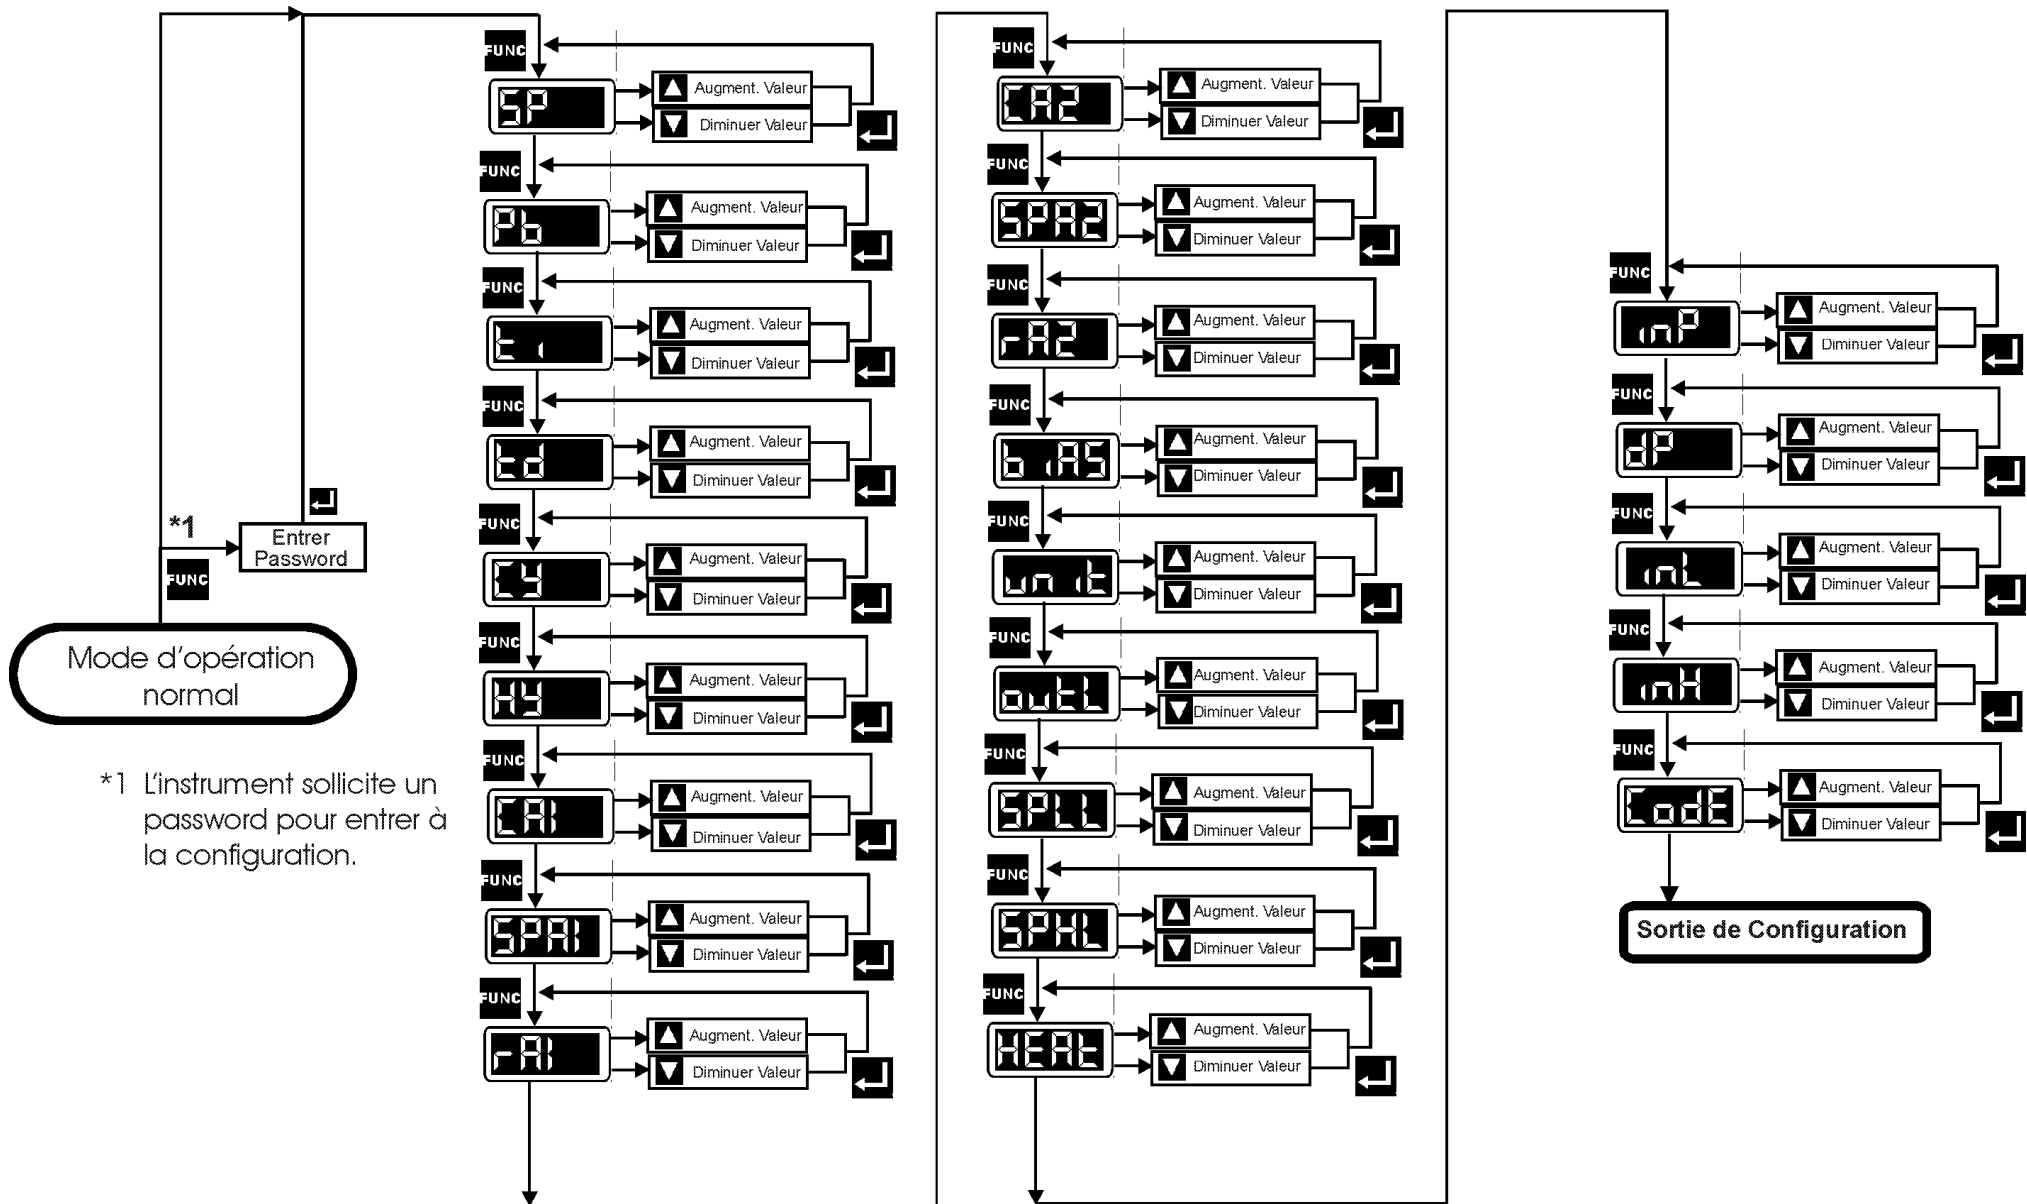 FUNC
SP
Augment. Valeur
Diminuer Valeur
FUNC
Pb
Augment. Valeur
Diminuer Valeur
FUNC
ti
Augment. Valeur
Diminuer Valeur
FUNC
td
Augment. Valeur
Diminuer Valeur
*1
Entrer
Password
FUNC
FUNC
Cy
Augment. Valeur
Diminuer Valeur
Mode d'opération
normal
FUNC
Hy
Augment. Valeur
Diminuer Valeur
*1 L'instrument sollicite un
password pour entrer à
la configuration.
FUNC
CA1
Augment. Valeur
Diminuer Valeur
FUNC
SPA1
Augment. Valeur
Diminuer Valeur
FUNC
rA1
Augment. Valeur
Diminuer Valeur
FUNC
CA2
Augment. Valeur
Diminuer Valeur
FUNC
SPA2
Augment. Valeur
Diminuer Valeur
FUNC
rA2
Augment. Valeur
Diminuer Valeur
FUNC
biAS
Augment. Valeur
Diminuer Valeur
FUNC
unit
Augment. Valeur
Diminuer Valeur
FUNC
outL
Augment. Valeur
Diminuer Valeur
FUNC
SPLL
Augment. Valeur
Diminuer Valeur
FUNC
SPHL
Augment. Valeur
Diminuer Valeur
FUNC
HEAt
Augment. Valeur
Diminuer Valeur
FUNC
inP
Augment. Valeur
Diminuer Valeur
FUNC
dP
Augment. Valeur
Diminuer Valeur
FUNC
inL
Augment. Valeur
Diminuer Valeur
FUNC
inH
Augment. Valeur
Diminuer Valeur
FUNC
CodE
Augment. Valeur
Diminuer Valeur
Sortie de Configuration